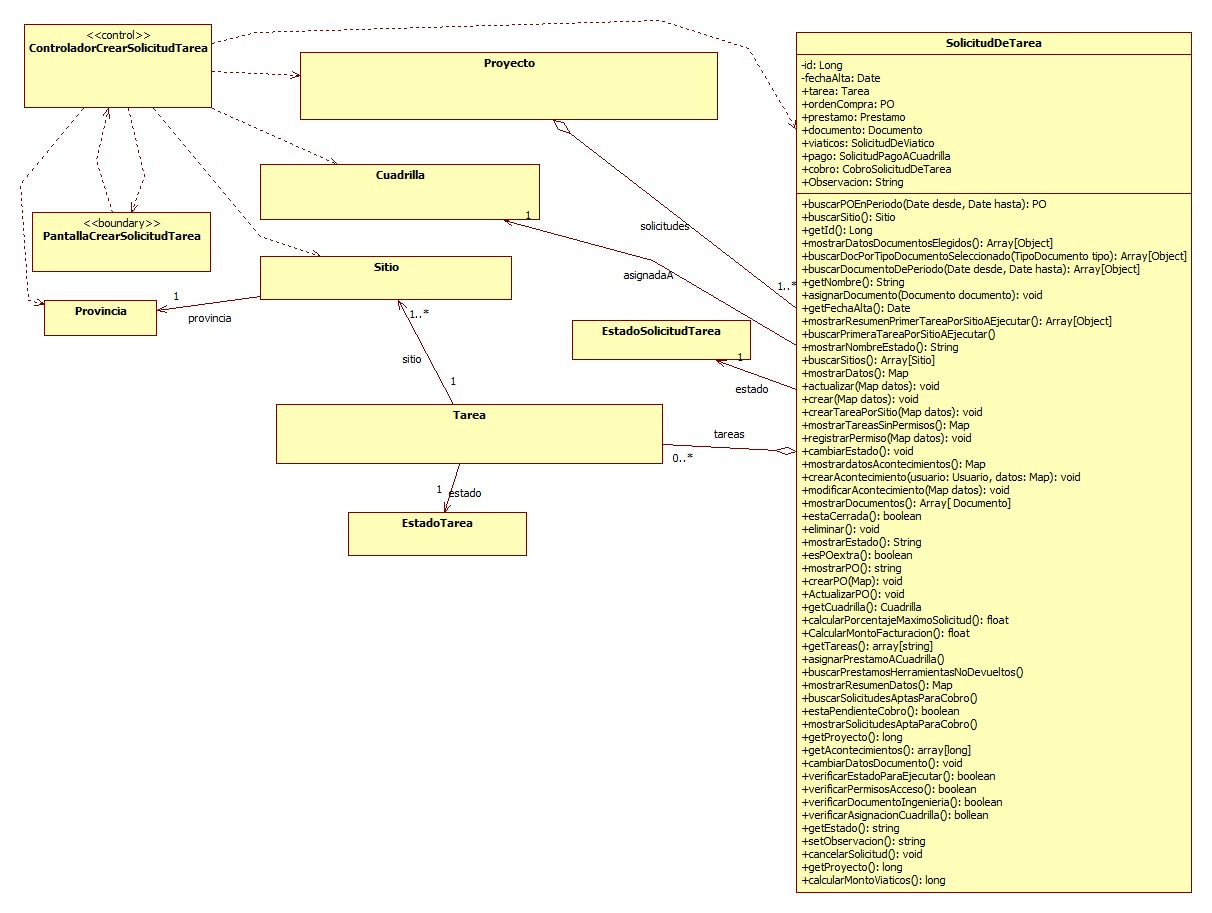 <<control>>
ControladorCrearSolicitudTarea
Proyecto
Cuadrilla
1
<<boundary>>
PantallaCrearSolicitudTarea
solicitudes
Sitio
asignadaA
1..*
1
provincia
Provincia
1..*
EstadoSolicitudTarea
1
sitio
estado
1
Tarea
tareas
0..*
1
estado
EstadoTarea
SolicitudDeTarea
-id: Long
-fechaAlta: Date
+tarea: Tarea
+ordenCompra: PO
+prestamo: Prestamo
+documento: Documento
+viaticos: SolicitudDeViatico
+pago: SolicitudPagoACuadrilla
+cobro: CobroSolicitudDeTarea
+Observacion: String
+buscarPOEnPeriodo(Date desde, Date hasta): PO
+buscarSitio(): Sitio
+getId(): Long
+mostrarDatosDocumentosElegidos(): Array[Object]
+buscarDocPorTipoDocumentoSeleccionado(TipoDocumento tipo): Array[Object]
+buscarDocumentoDePeriodo(Date desde, Date hasta): Array[Object]
+getNombre(): String
+asignarDocumento(Documento documento): void
+getFechaAlta(): Date
+mostrarResumenPrimerTareaPorSitioAEjecutar(): Array[Object]
+buscarPrimeraTareaPorSitioAEjecutar()
+mostrarNombreEstado(): String
+buscarSitios(): Array[Sitio]
+mostrarDatos(): Map
+actualizar(Map datos): void
+crear(Map datos): void
+crearTareaPorSitio(Map datos): void
+mostrarTareasSinPermisos(): Map
+registrarPermiso(Map datos): void
+cambiarEstado(): void
+mostrardatosAcontecimientos(): Map
+crearAcontecimiento(usuario: Usuario, datos: Map): void
+modificarAcontecimiento(Map datos): void
+mostrarDocumentos(): Array[ Documento]
+estaCerrada(): boolean
+eliminar(): void
+mostrarEstado(): String
+esPOextra(): boolean
+mostrarPO(): string
+crearPO(Map): void
+ActualizarPO(): void
+getCuadrilla(): Cuadrilla
+calcularPorcentajeMaximoSolicitud(): float
+CalcularMontoFacturacion(): float
+getTareas(): array[string]
+asignarPrestamoACuadrilla()
+buscarPrestamosHerramientasNoDevueltos()
+mostrarResumenDatos(): Map
+buscarSolicitudesAptasParaCobro()
+estaPendienteCobro(): boolean
+mostrarSolicitudesAptaParaCobro()
+getProyecto(): long
+getAcontecimientos(): array[long]
+cambiarDatosDocumento(): void
+verificarEstadoParaEjecutar(): boolean
+verificarPermisosAcceso(): boolean
+verificarDocumentoIngenieria(): boolean
+verificarAsignacionCuadrilla(): bollean
+getEstado(): string
+setObservacion(): string
+cancelarSolicitud(): void
+getProyecto(): long
+calcularMontoViaticos(): long